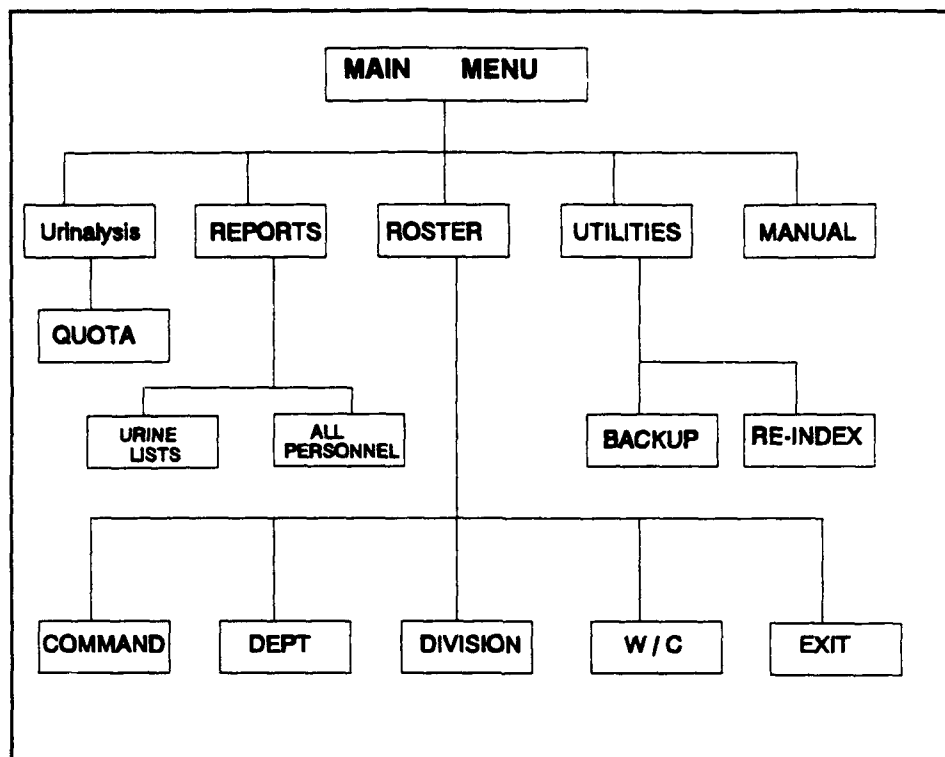 MAIN MENU
Urinalysis
REPORTS
ROSTER
UTILITIES
MANUAL
QUOTA
URINE
LISTS
ALL
PERSONNEL
BACKUP
RE-INDEX
COMMAND
DEPT
DIVISION
W / C
EXIT